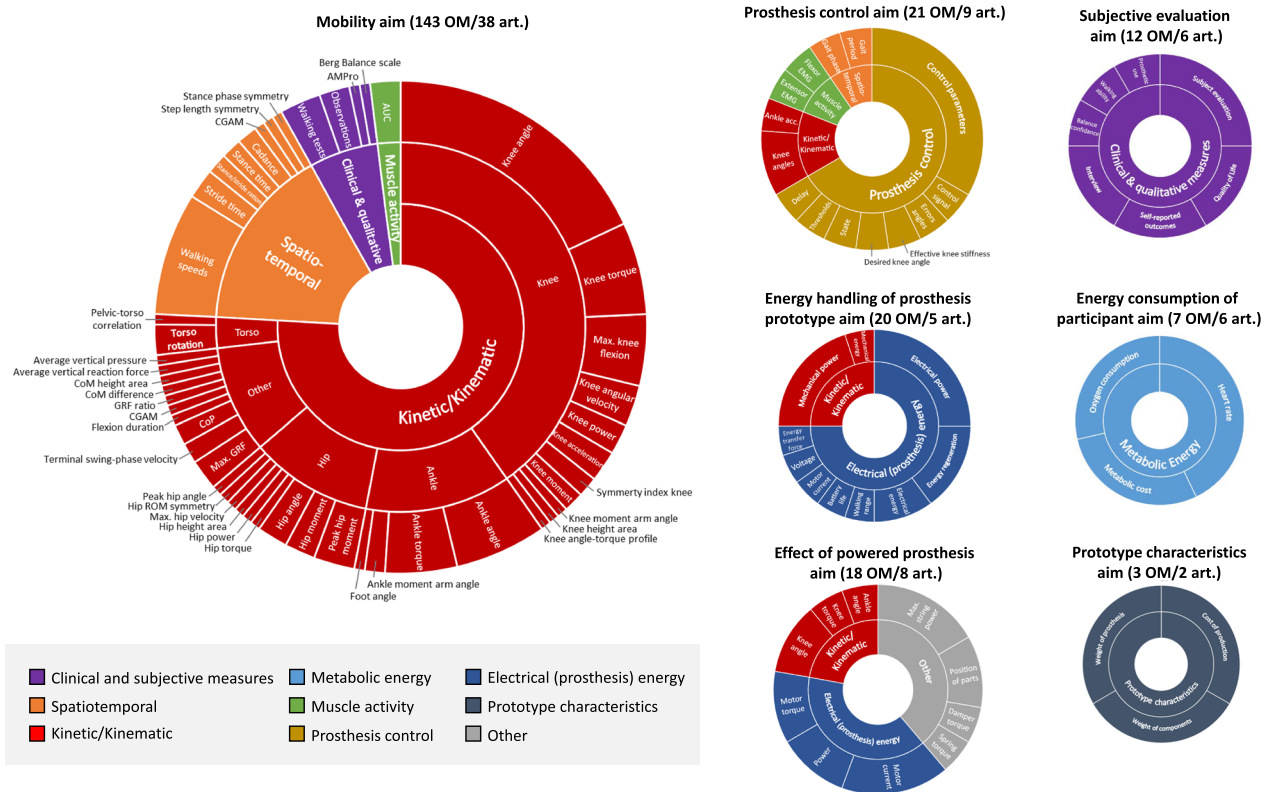 Mobility aim (143 OM/38 art.)
Berg Balance scale
AMPro
Stance phase symmetry
Step length symmetry
CGAM
Walking tests
Observations
AUC
Clinical & qualitative
Muscle activity
Cadance
Stance time
Stride time
Walking speeds
Spatio-temporal
Pelvic-torso correlation
Torso rotation
Torso
Average vertical pressure
Average vertical reaction force
CoM height area
CoM difference
GRF ratio
CGAM
Flexion duration
CoP
Terminal swing-phase velocity
Max. GRF
Other
Peak hip angle
Hip ROM symmetry
Max. hip velocity
Hip height area
Hip power
Hip torque
Hip angle
Hip moment
Peak hip moment
Hip
Foot angle
Ankle moment arm angle
Ankle torque
Ankle angle
Ankle
Kinetic/Kinematic
Knee
Knee angle
Knee torque
Max. knee flexion
Knee angular velocity
Knee power
Knee acceleration
Symmerty index knee
Knee moment
Knee moment arm angle
Knee height area
Knee angle-torque profile
Prosthesis control aim (21 OM/9 art.)
Control parameters
Control signal
Errors angles
Effective knee stiffness
Desired knee angle
State
Thresholds
Delay
Prosthesis control
Knee angles
Ankle acc.
Kinetic/Kinematic
Extensor EMG
Flexor EMG
Muscle activity
Gait phase
Gait period
Spatio-temporal
Subjective evaluation
aim (12 OM/6 art.)
Subject evaluation
Quality of Life
Self-reported outcomes
Interview
Balance confidance
Walking ability
Prosthetic use
Clinical & qualitative measures
Energy handling of prosthesis
prototype aim (20 OM/5 art.)
Mechanical power
Mechanical energy
Kinetic/Kinematic
Electrical power
Energy regeneration
Electrical energy
Walking range
Battary life
Motor current
Voltage
Energy transfer force
Electrical (prosthesis) energy
Energy consumption of
participant aim (7 OM/6 art.)
Oxygen consumption
Heart rate
Metabolic cost
Metabolic Energy
Effect of powered prosthesis
aim (18 OM/8 art.)
Knee angle
Knee torque
Ankle angle
Kinetic/Kinematic
Max. string power
Position of parts
Damper torque
Spring torque
Other
Motor torque
Power
Motor current
Electrical (prosthesis) energy
Prototype characteristics
aim (3 OM/2 art.)
Weight of prosthesis
Cost of production
Weight of components
Prototype characteristics
Clinical and subjective measures
Spatiotemporal
Kinetic/Kinematic
Metabolic energy
Muscle activity
Prosthesis control
Electrical (prosthesis) energy
Prototype characteristics
Other